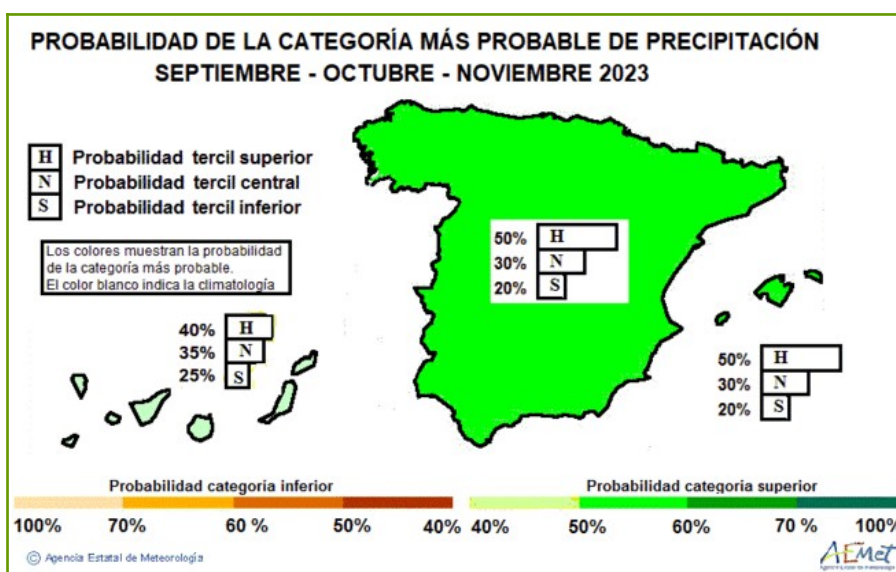 PROBABILIDAD DE LA CATEGORÍA MÁS PROBABLE DE PRECIPITACIÓN
SEPTIEMBRE - OCTUBRE - NOVIEMBRE 2023
H Probabilidad tercil superior
N Probabilidad tercil central
S Probabilidad tercil inferior
Los colores muestran la probabilidad
de la categoría más probable.
El color blanco indica la climatología
50% H
30% N
20% S
40% H
35% N
25% S
50% H
30% N
20% S
Probabilidad categoria inferior
100% 70% 60 % 50% 40%
Probabilidad categoria superior
40% 50% 60% 70 % 100%
© Agencia Estatal de Meteorología
AEMet